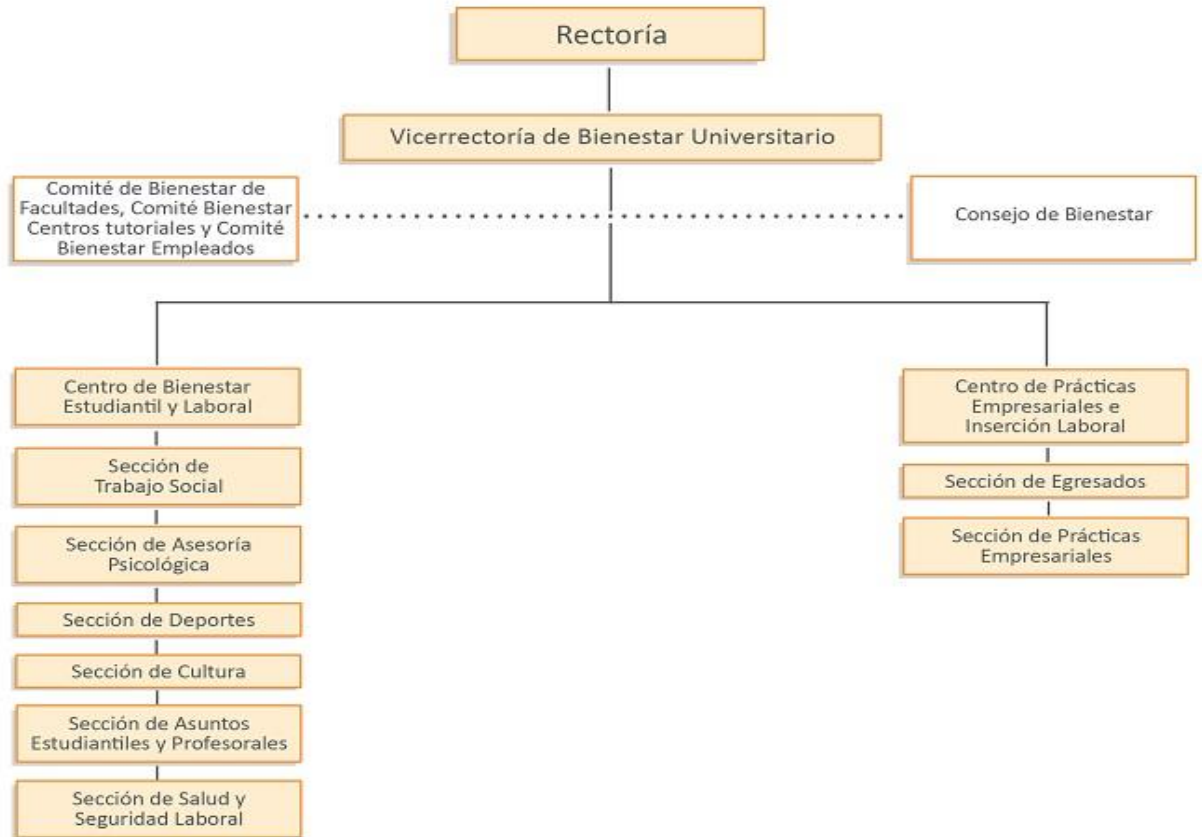 Rectoría
Vicerrectoría de Bienestar Universitario
Comité de Bienestar de
Facultades, Comité Bienestar
Centros tutoriales y Comité
Bienestar Empleados
Consejo de Bienestar
Centro de Bienestar
Estudiantil y Laboral
Sección de
Trabajo Social
Sección de Asesoría
Psicológica
Sección de Deportes
Sección de Cultura
Sección de Asuntos
Estudiantiles y Profesorales
Sección de Salud y
Seguridad Laboral
Centro de Prácticas
Empresariales e
Inserción Laboral
Sección de Egresados
Sección de Prácticas
Empresariales